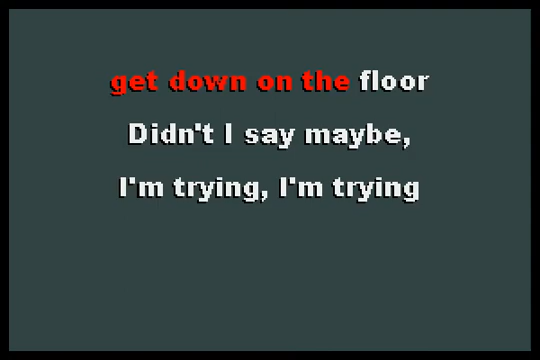 get down on the floor
Didn't I say maybe,
I'm trying, I'm trying